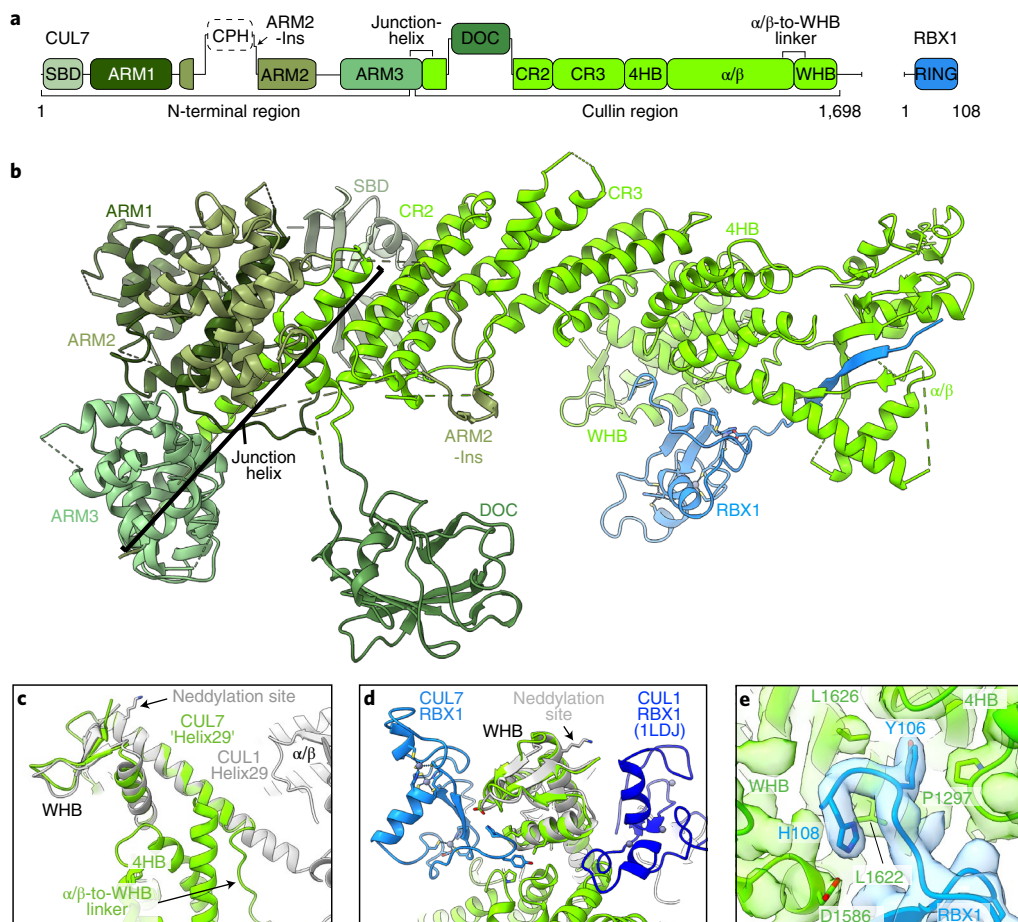 a
CUL7
CPH
ARM2
-Ins
Junction-
helix
DOC
α/β-to-WHB
linker
RBX1
SBD
ARM1
ARM2
ARM3
CR2
CR3
4HB
α/β
WHB
RING
1
N-terminal region
Cullin region
1,698
1
108
b
ARM1
SBD
CR2
CR3
4HB
ARM2
ARM3
Junction
helix
ARM2
-Ins
DOC
WHB
RBX1
α/β
c
Neddylation site
CUL7
'Helix29'
CUL1
Helix29
α/β
WHB
4HB
α/β-to-WHB
linker
d
CUL7
RBX1
Neddylation
site
WHB
CUL1
RBX1
(1LDJ)
e
L1626
4HB
Y106
WHB
P1297
H108
L1622
D1586
RBX1